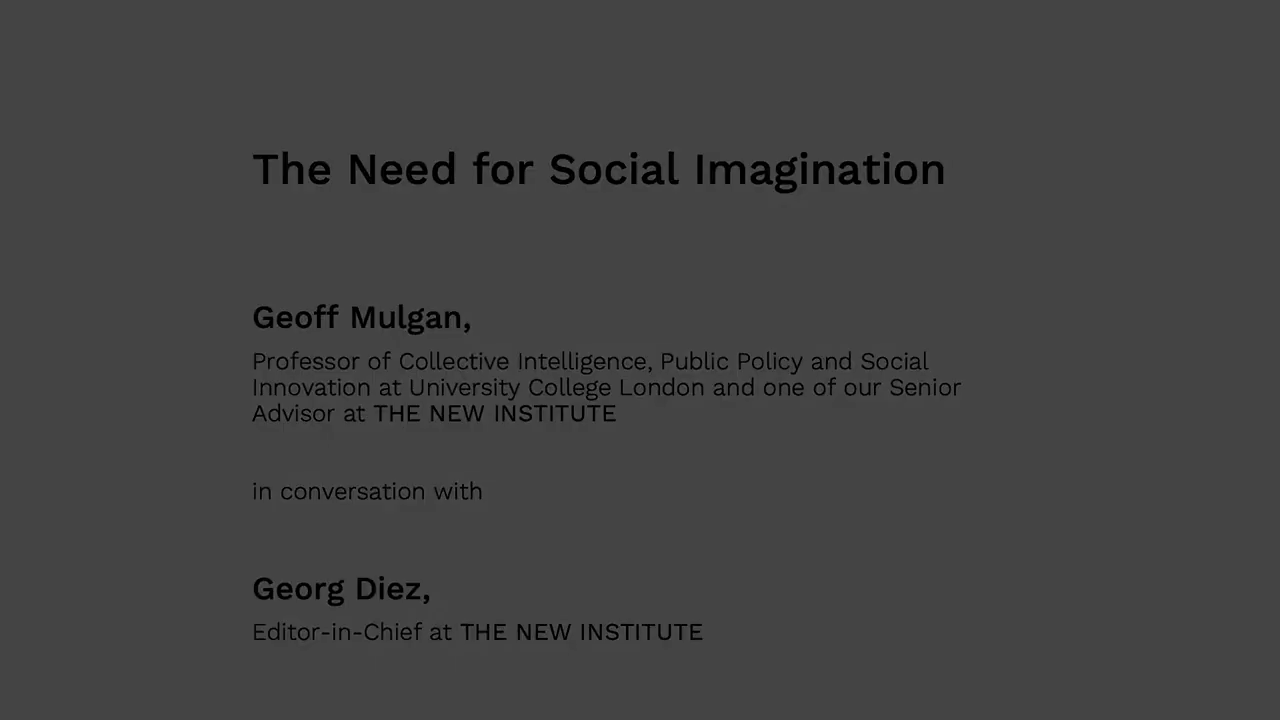 The Need for Social Imagination
Geoff Mulgan,
Professor of Collective Intelligence, Public Policy and Social
Innovation at University College London and one of our Senior
Advisor at THE NEW INSTITUTE
in conversation with
Georg Diez,
Editor-in-Chief at THE NEW INSTITUTE